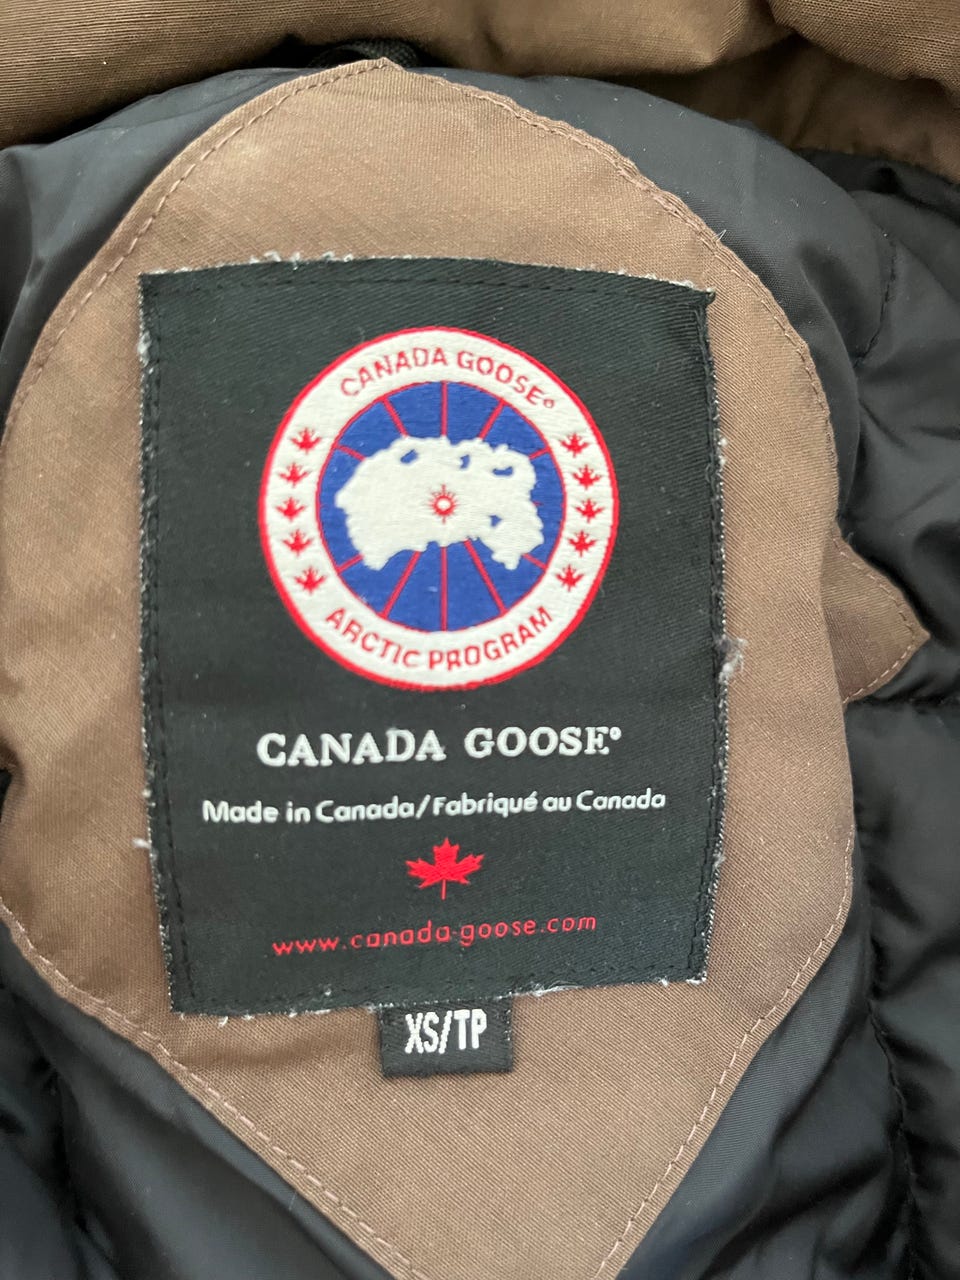 CANADA GOOSE®
ARCTIC PROGRAM
CANADA GOOSE®
Made in Canada/Fabriqué au Canada
www.canada-goose.com
XS/TP